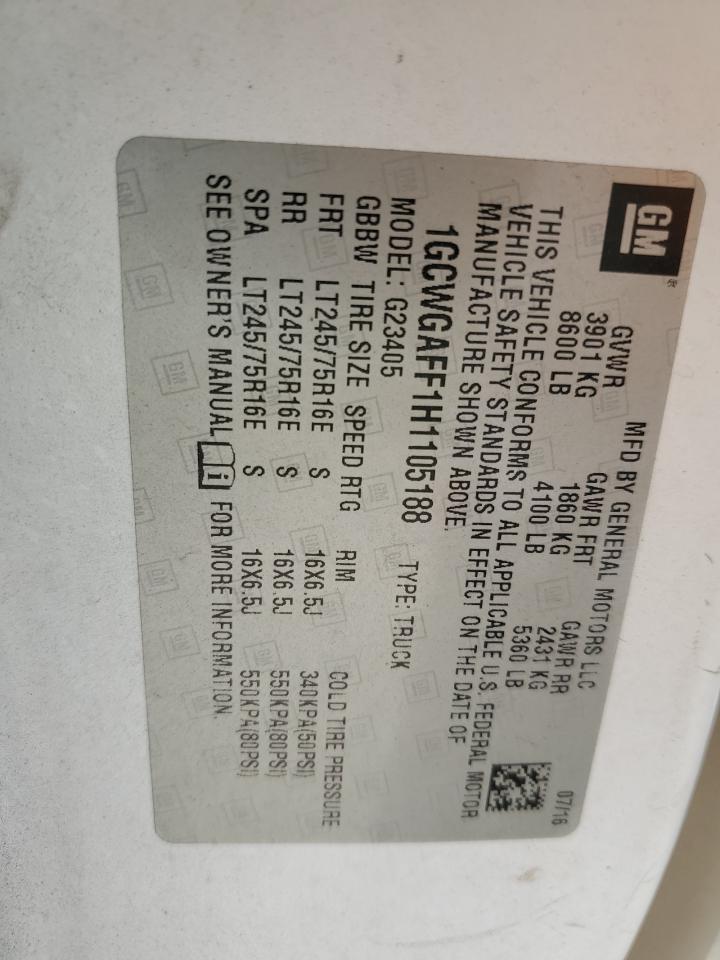 GM
MFD BY GENERAL MOTORS LLC 07/16
GVWR GAWR FRT GAWR RR
3901 KG 1860 KG 2431 KG
8600 LB 4100 LB 5360 LB
THIS VEHICLE CONFORMS TO ALL APPLICABLE U.S. FEDERAL MOTOR
VEHICLE SAFETY STANDARDS IN EFFECT ON THE DATE OF
MANUFACTURE SHOWN ABOVE.
1GCWGAFF1H1105188
MODEL: G23405 TYPE: TRUCK
GBBW TIRE SIZE SPEED RTG RIM COLD TIRE PRESSURE
FRT LT245/75R16E S 16X6.5J 340KPA(50PSI)
RR LT245/75R16E S 16X6.5J 550KPA(80PSI)
SPA LT245/75R16E S 16X6.5J 550KPA(80PSI)
SEE OWNER'S MANUAL i FOR MORE INFORMATION.